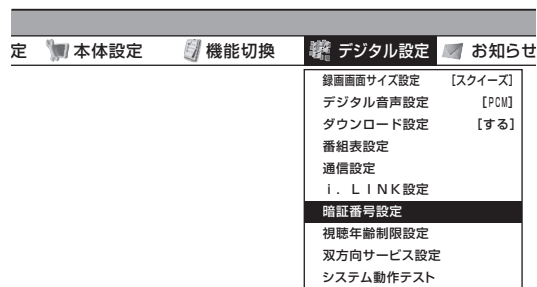 定 本体設定 機能切換 デジタル設定 お知らせ
録画画面サイズ設定 [スクイーズ]
デジタル音声設定 [PCM]
ダウンロード設定 [する]
番組表設定
通信設定
i．LINK設定
暗証番号設定
視聴年齢制限設定
双方向サービス設定
システム動作テスト